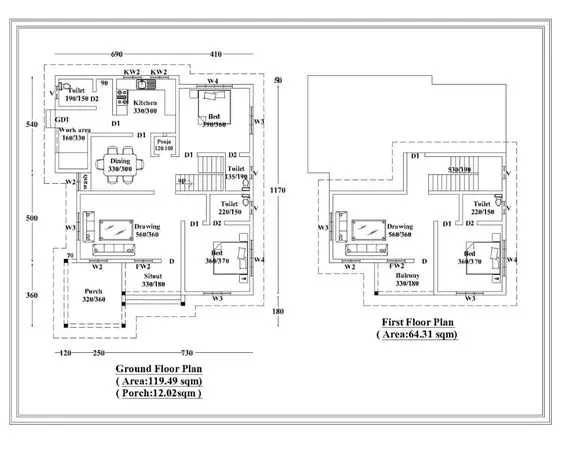 690
410
50
KW2
KW2
W4
90
Toilet
190/150
V
D2
Kitchen
330/300
Bed
390/360
540
GD1
D1
W3
Work area
160/330
D1
Pooja
120/190
Dining
330/300
D1
D2
530/190
Toilet
135/190
V
UP
W2
wash
1170
Toilet
220/150
V
Toilet
220/150
V
500
W3
Drawing
560/360
D1
D2
W3
Drawing
560/360
D1
D2
Bed
360/370
W4
Bed
360/370
W4
70
W2
FW2
D
W2
FW2
D
Porch
320/360
Sitout
330/180
Balcony
330/180
360
W3
180
W3
120
250
730
First Floor Plan
( Area:64.31 sqm)
Ground Floor Plan
( Area:119.49 sqm)
( Porch:12.02sqm )